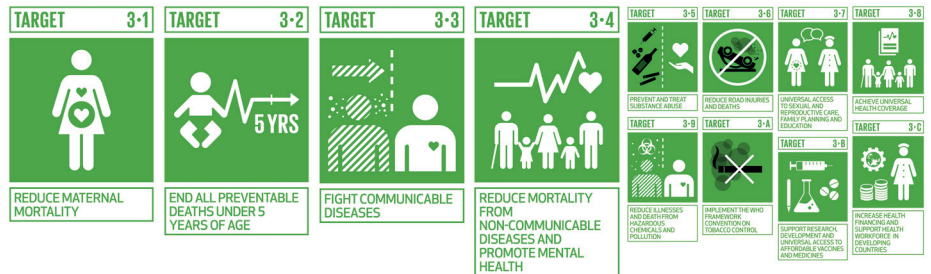 TARGET 3·1
REDUCE MATERNAL
MORTALITY
TARGET 3·2
5 YRS
END ALL PREVENTABLE
DEATHS UNDER 5
YEARS OF AGE
TARGET 3·3
FIGHT COMMUNICABLE
DISEASES
TARGET 3·4
REDUCE MORTALITY
FROM
NON-COMMUNICABLE
DISEASES AND
PROMOTE MENTAL
HEALTH
TARGET 3·5
PREVENT AND TREAT
SUBSTANCE ABUSE
TARGET 3·6
REDUCE ROAD INJURIES
AND DEATHS
TARGET 3·7
UNIVERSAL ACCESS
TO SEXUAL AND
REPRODUCTIVE CARE,
FAMILY PLANNING AND
EDUCATION
TARGET 3·8
ACHIEVE UNIVERSAL
HEALTH COVERAGE
TARGET 3·9
REDUCE ILLNESSES
AND DEATH FROM
HAZARDOUS
CHEMICALS AND
POLLUTION
TARGET 3·A
IMPLEMENT THE WHO
FRAMEWORK
CONVENTION ON
TOBACCO CONTROL
TARGET 3·B
SUPPORT RESEARCH,
DEVELOPMENT AND
UNIVERSAL ACCESS TO
AFFORDABLE VACCINES
AND MEDICINES
TARGET 3·C
INCREASE HEALTH
FINANCING AND
SUPPORT HEALTH
WORKFORCE IN
DEVELOPING
COUNTRIES